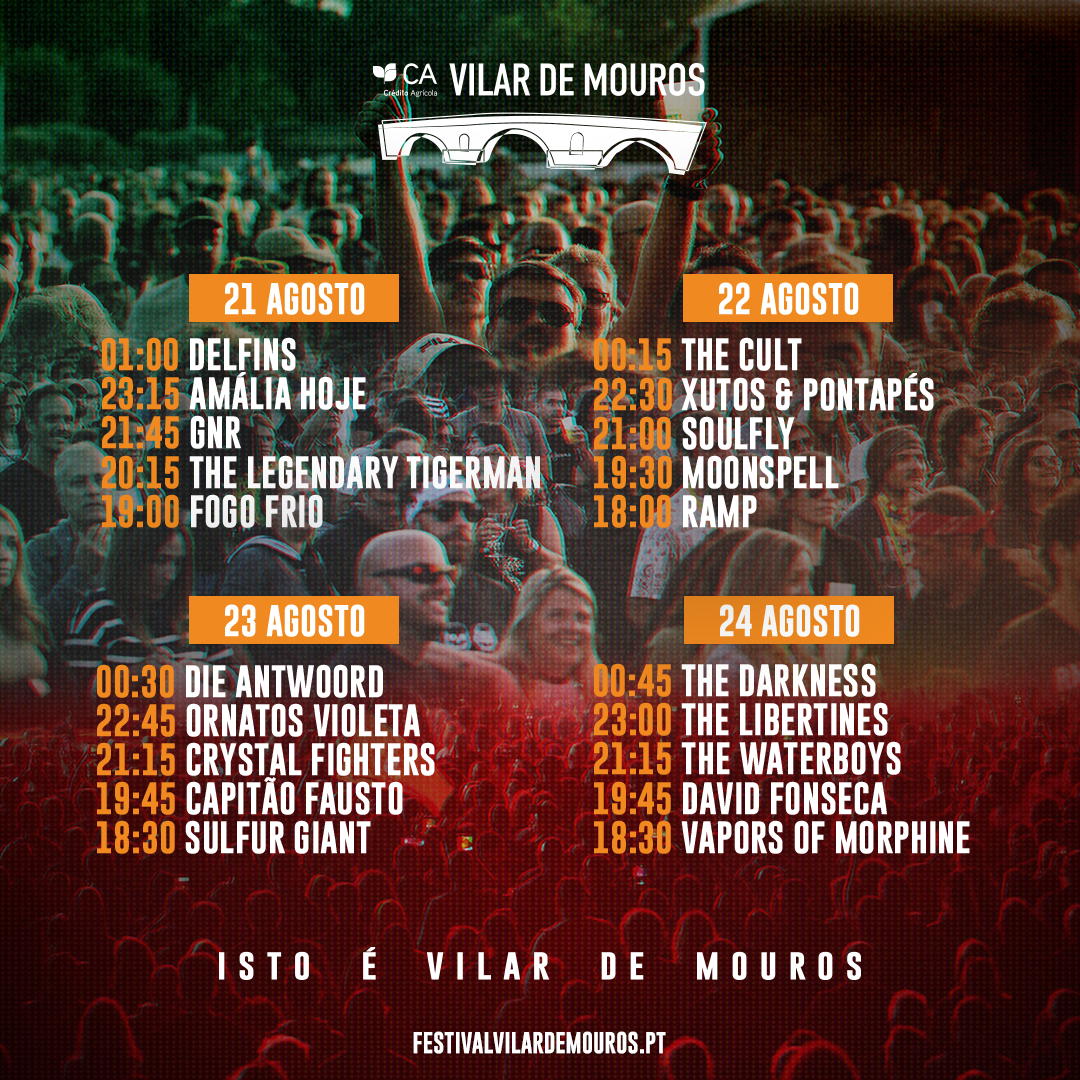 CA VILAR DE MOUROS
Crédito Agrícola
21 AGOSTO
01:00 DELFINS
23:15 AMÁLIA HOJE
21:45 GNR
20:15 THE LEGENDARY TIGERMAN
19:00 FOGO FRIO
22 AGOSTO
00:15 THE CULT
22:30 XUTOS & PONTAPÉS
21:00 SOULFLY
19:30 MOONSPELL
18:00 RAMP
23 AGOSTO
00:30 DIE ANTWOORD
22:45 ORNATOS VIOLETA
21:15 CRYSTAL FIGHTERS
19:45 CAPITÃO FAUSTO
18:30 SULFUR GIANT
24 AGOSTO
00:45 THE DARKNESS
23:00 THE LIBERTINES
21:15 THE WATERBOYS
19:45 DAVID FONSECA
18:30 VAPORS OF MORPHINE
ISTO É VILAR DE MOUROS
FESTIVALVILARDEMOUROS.PT